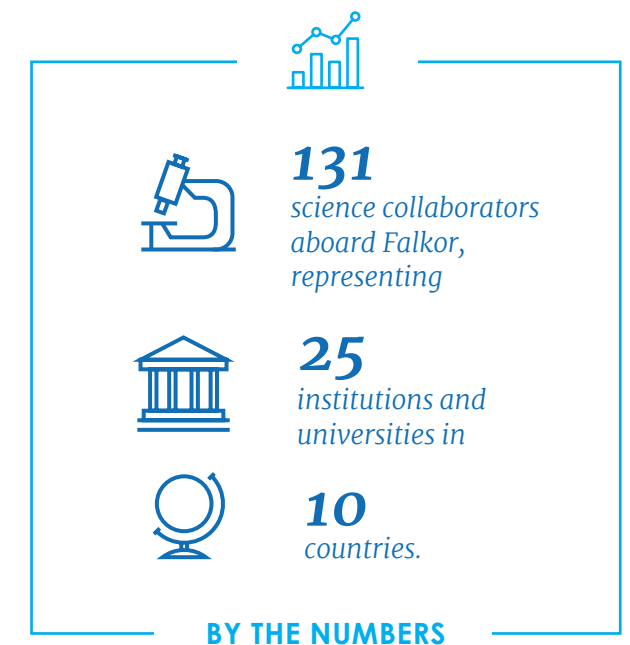 131
science collaborators
aboard Falkor,
representing
25
institutions and
universities in
10
countries.
BY THE NUMBERS